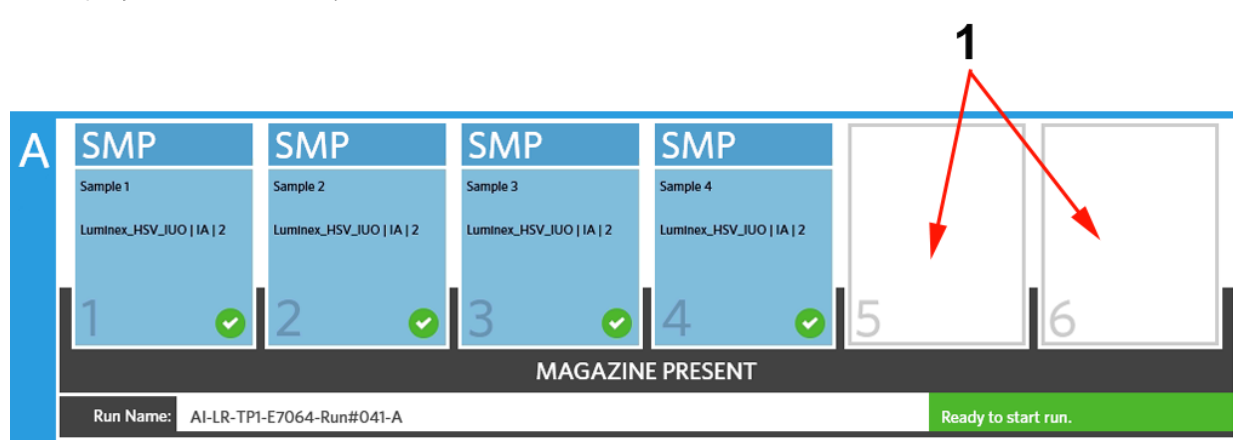 1
A
SMP SMP SMP SMP
Sample 1 Sample 2 Sample 3 Sample 4
Luminex_HSV_IUO | IA | 2 Luminex_HSV_IUO | IA | 2 Luminex_HSV_IUO | IA | 2 Luminex_HSV_IUO | IA | 2
1 2 3 4 5 6
MAGAZINE PRESENT
Run Name: AI-LR-TP1-E7064-Run#041-A Ready to start run.